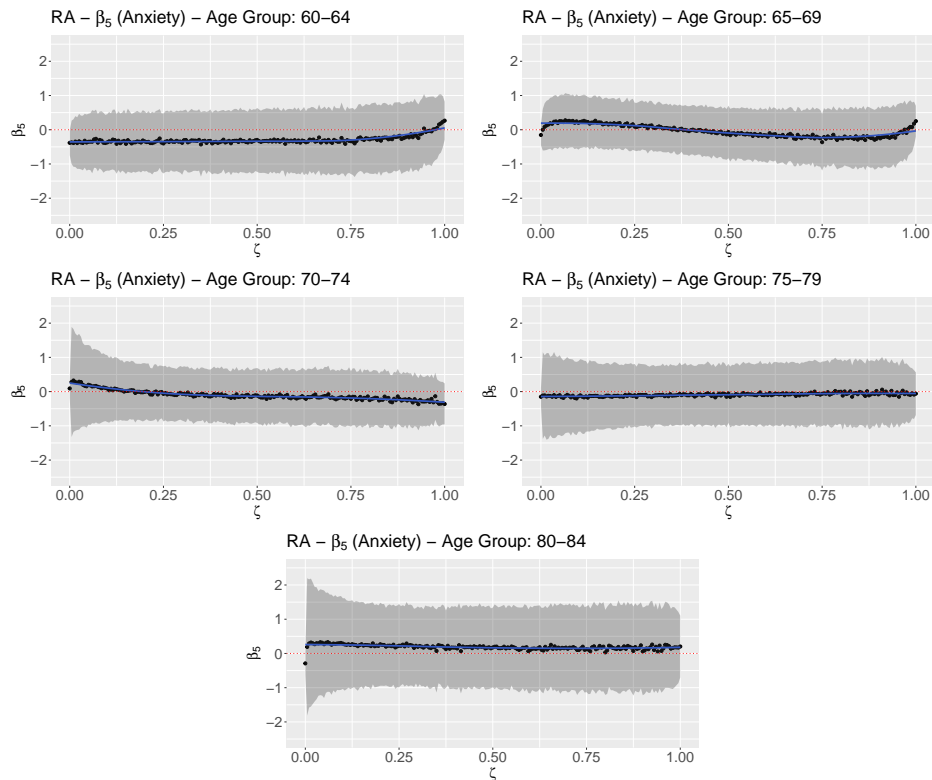 RA − β5 (Anxiety) − Age Group: 60−64
2
1
0
−1
−2
β5
0.00 0.25 0.50 0.75 1.00
ζ
RA − β5 (Anxiety) − Age Group: 65−69
2
1
0
−1
−2
β5
0.00 0.25 0.50 0.75 1.00
ζ
RA − β5 (Anxiety) − Age Group: 70−74
2
1
0
−1
−2
β5
0.00 0.25 0.50 0.75 1.00
ζ
RA − β5 (Anxiety) − Age Group: 75−79
2
1
0
−1
−2
β5
0.00 0.25 0.50 0.75 1.00
ζ
RA − β5 (Anxiety) − Age Group: 80−84
2
1
0
−1
−2
β5
0.00 0.25 0.50 0.75 1.00
ζ